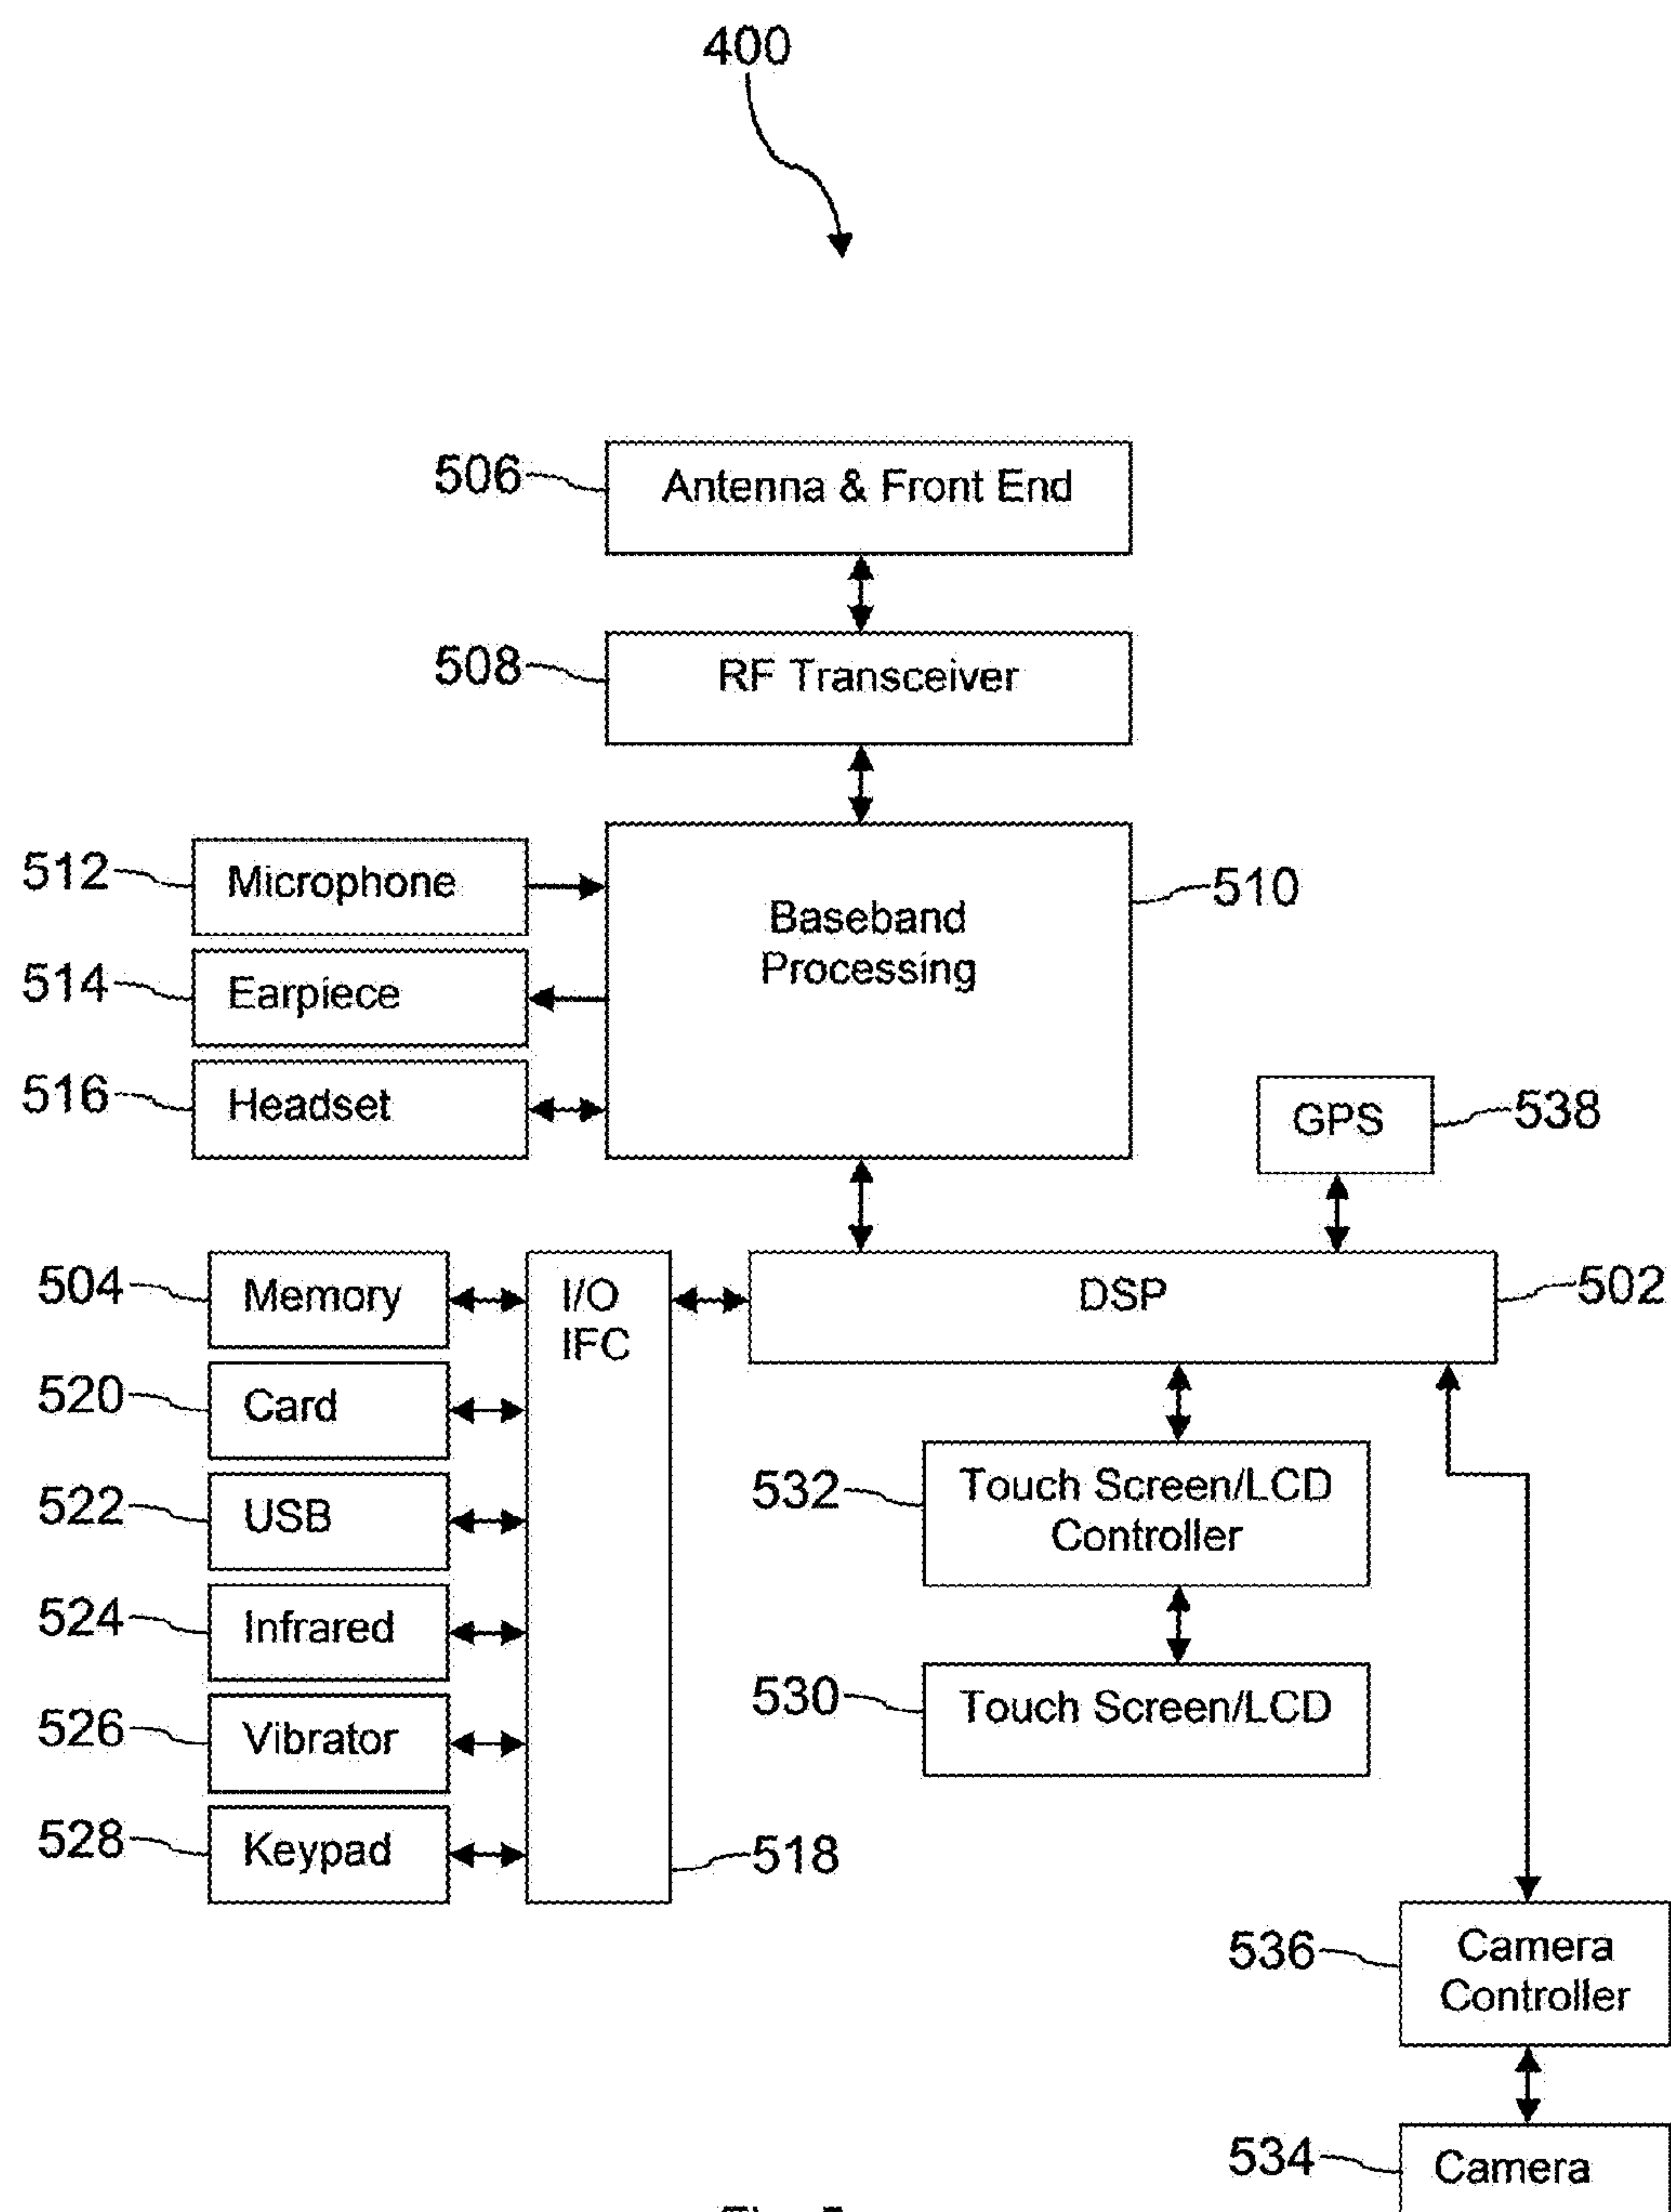 400
506 Antenna & Front End
508 RF Transceiver
512 Microphone
Baseband
Processing
510
514 Earpiece
516 Headset
GPS 538
504 Memory
I/O
IFC
DSP 502
520 Card
522 USB
532 Touch Screen/LCD
Controller
524 Infrared
530 Touch Screen/LCD
526 Vibrator
528 Keypad
518
536 Camera
Controller
534 Camera